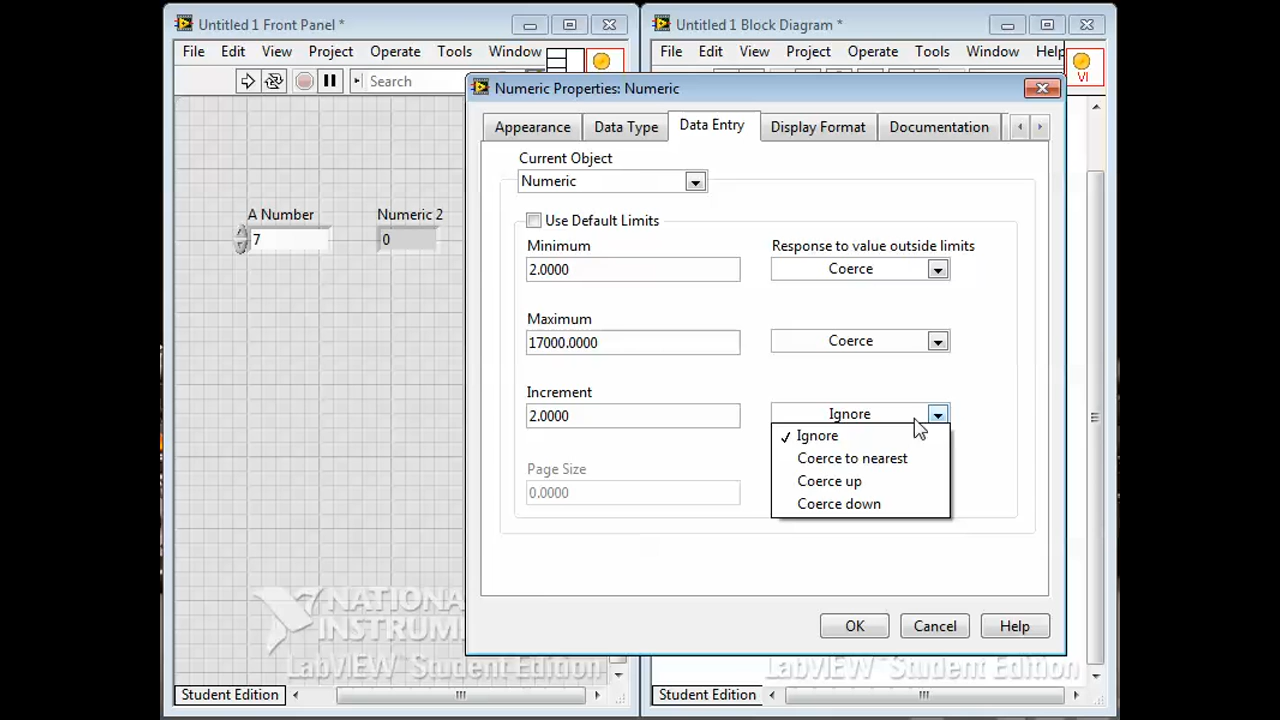 Untitled 1 Front Panel *
File Edit View Project Operate Tools Window
Search
A Number
7
Numeric 2
0
NATIONA
INSTRUM
LabVIEW Student Edition
Student Edition
Untitled 1 Block Diagram *
File Edit View Project Operate Tools Window Help
VI
Numeric Properties: Numeric
Appearance Data Type Data Entry Display Format Documentation
Current Object
Numeric
Use Default Limits
Minimum Response to value outside limits
2.0000 Coerce
Maximum
17000.0000 Coerce
Increment
2.0000 Ignore
✓ Ignore
Coerce to nearest
Coerce up
Coerce down
Page Size
0.0000
OK Cancel Help
LabVIEW Student Edition
Student Edition